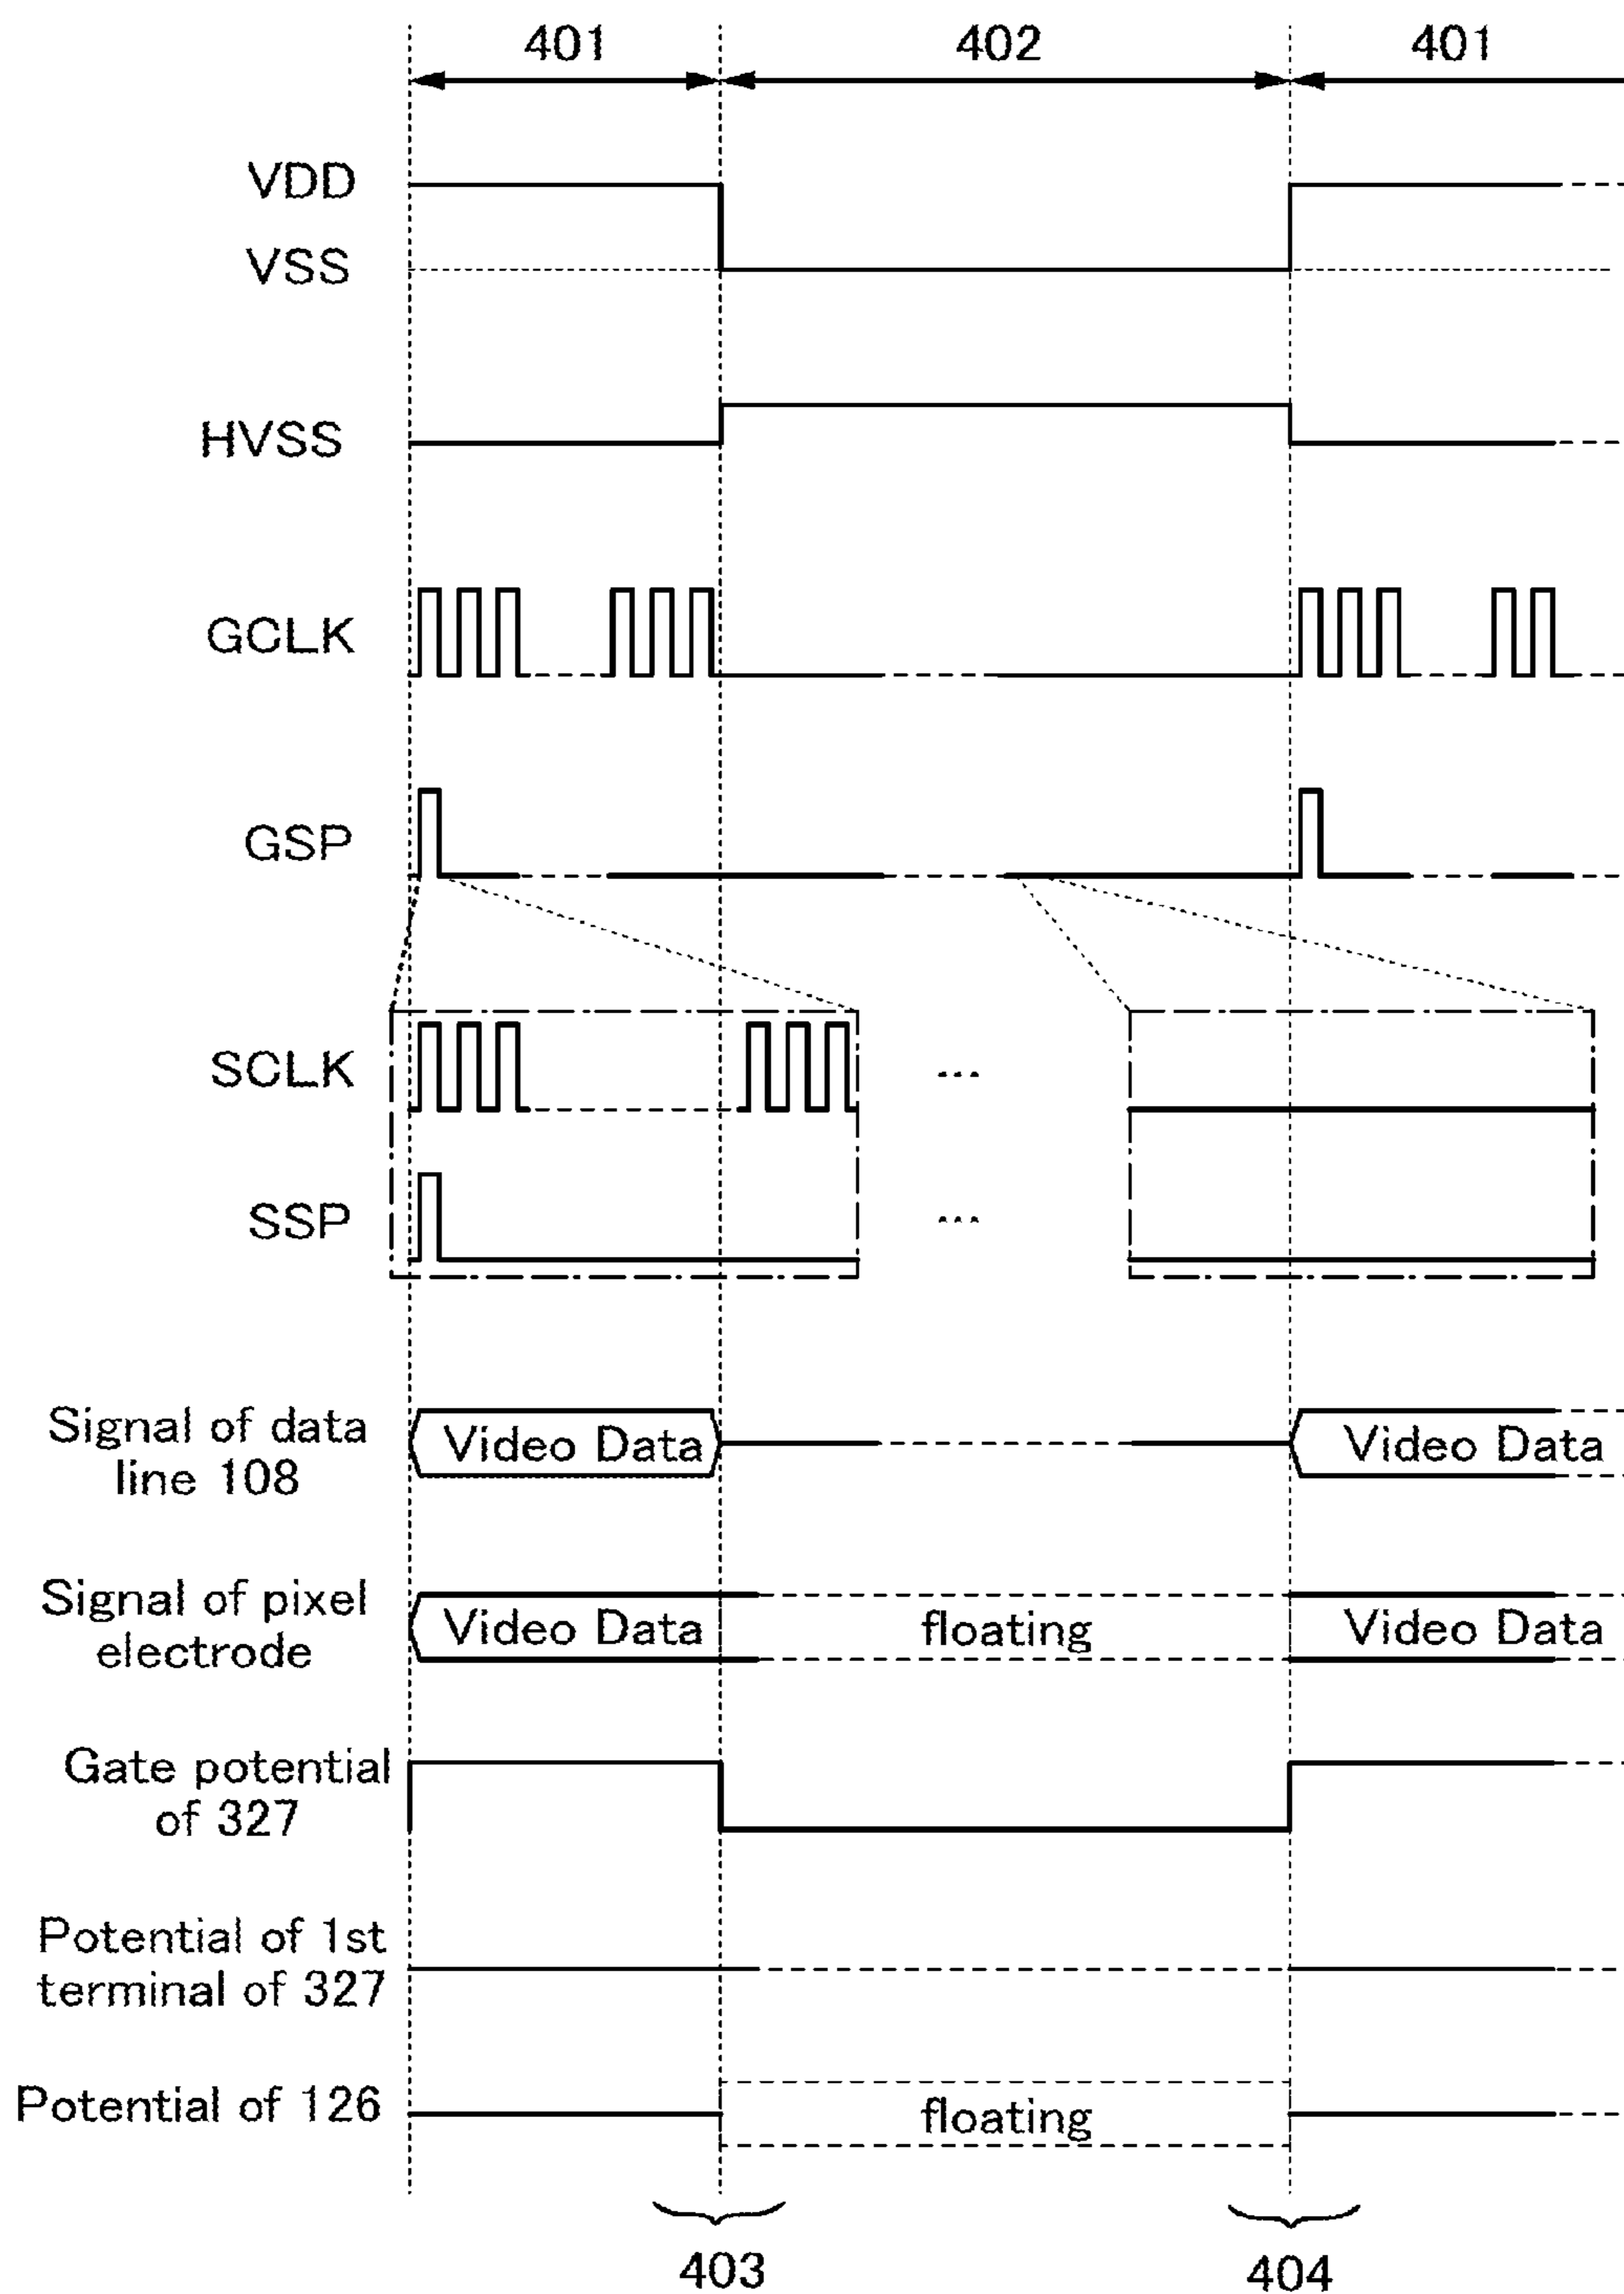 401 402 401
VDD
VSS
HVSS
GCLK
GSP
SCLK ...
SSP ...
Signal of data
line 108
Video Data Video Data
Signal of pixel
electrode
Video Data floating Video Data
Gate potential
of 327
Potential of 1st
terminal of 327
Potential of 126 floating
403 404